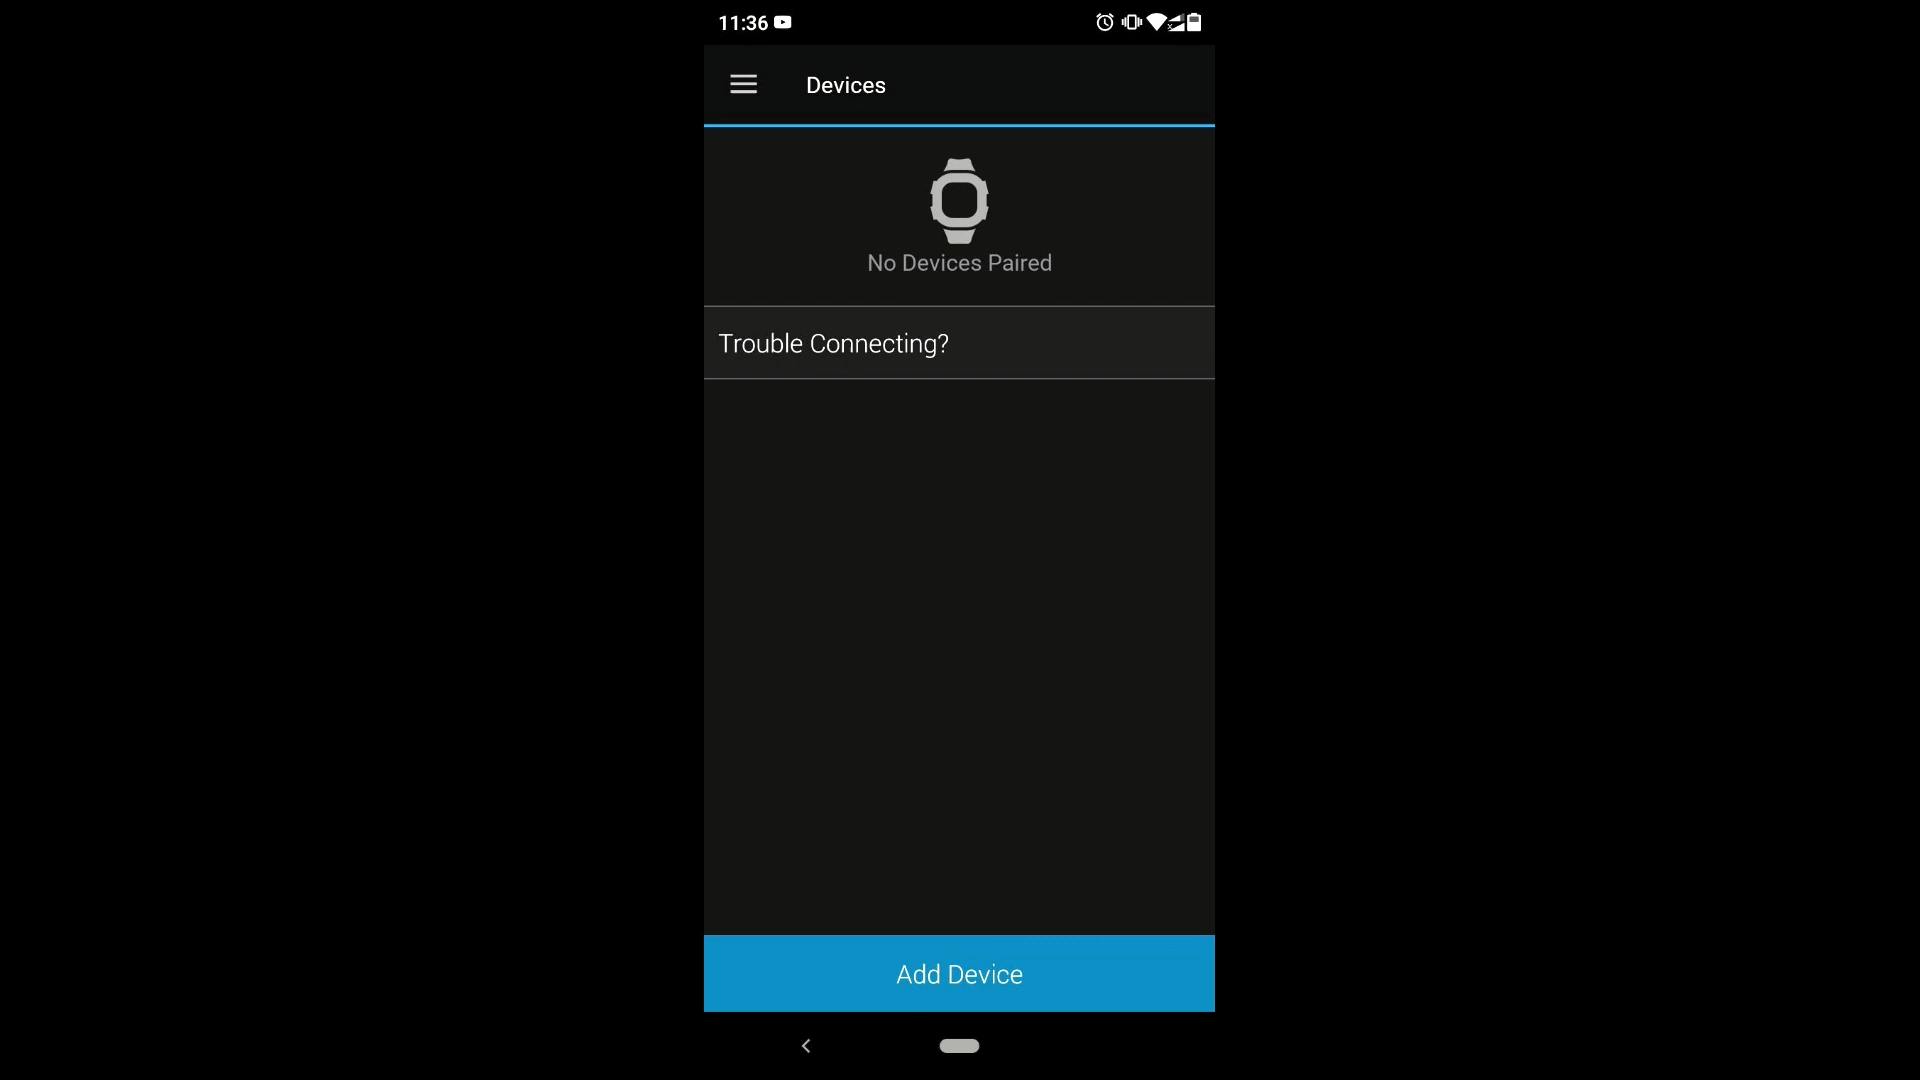 11:36
Devices
No Devices Paired
Trouble Connecting?
Add Device